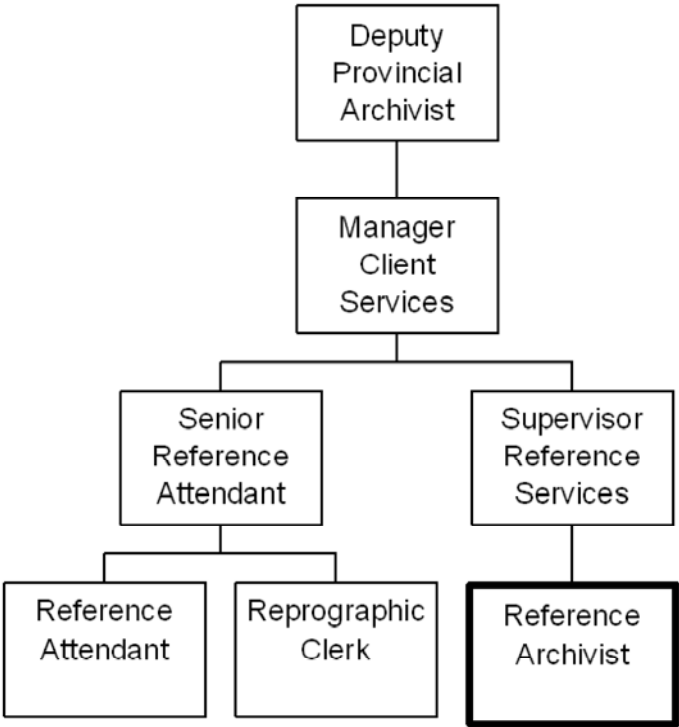 Deputy
Provincial
Archivist
Manager
Client
Services
Senior
Reference
Attendant
Supervisor
Reference
Services
Reference
Attendant
Reprographic
Clerk
Reference
Archivist